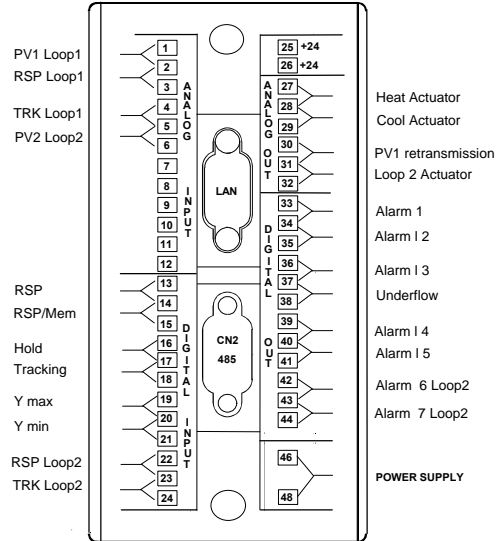 PV1 Loop1
RSP Loop1
TRK Loop1
PV2 Loop2
RSP
RSP/Mem
Hold
Tracking
Y max
Y min
RSP Loop2
TRK Loop2
1
2
3
4
5
6
7
8
9
10
11
12
13
14
15
16
17
18
19
20
21
22
23
24
ANALOG INPUT
DIGITAL INPUT
LAN
CN2
485
ANALOG OUT
DIGITAL OUT
25 +24
26 +24
27
28
29
30
31
32
33
34
35
36
37
38
39
40
41
42
43
44
46
48
Heat Actuator
Cool Actuator
PV1 retransmission
Loop 2 Actuator
Alarm 1
Alarm l 2
Alarm l 3
Underflow
Alarm l 4
Alarm l 5
Alarm 6 Loop2
Alarm 7 Loop2
POWER SUPPLY